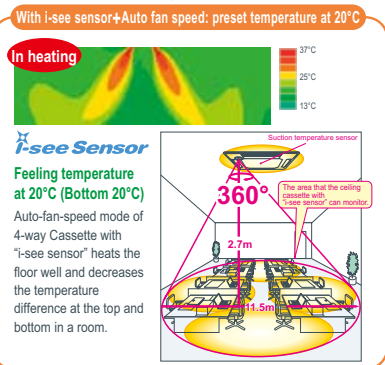 With i-see sensor+Auto fan speed: preset temperature at 20°C
In heating
37°C
25°C
13°C
i-see Sensor
Feeling temperature
at 20°C (Bottom 20°C)
Auto-fan-speed mode of
4-way Cassette with
“i-see sensor” heats the
floor well and decreases
the temperature
difference at the top and
bottom in a room.
Suction temperature sensor
360°
The area that the ceiling
cassette with
“i-see sensor” can monitor.
2.7m
11.5m